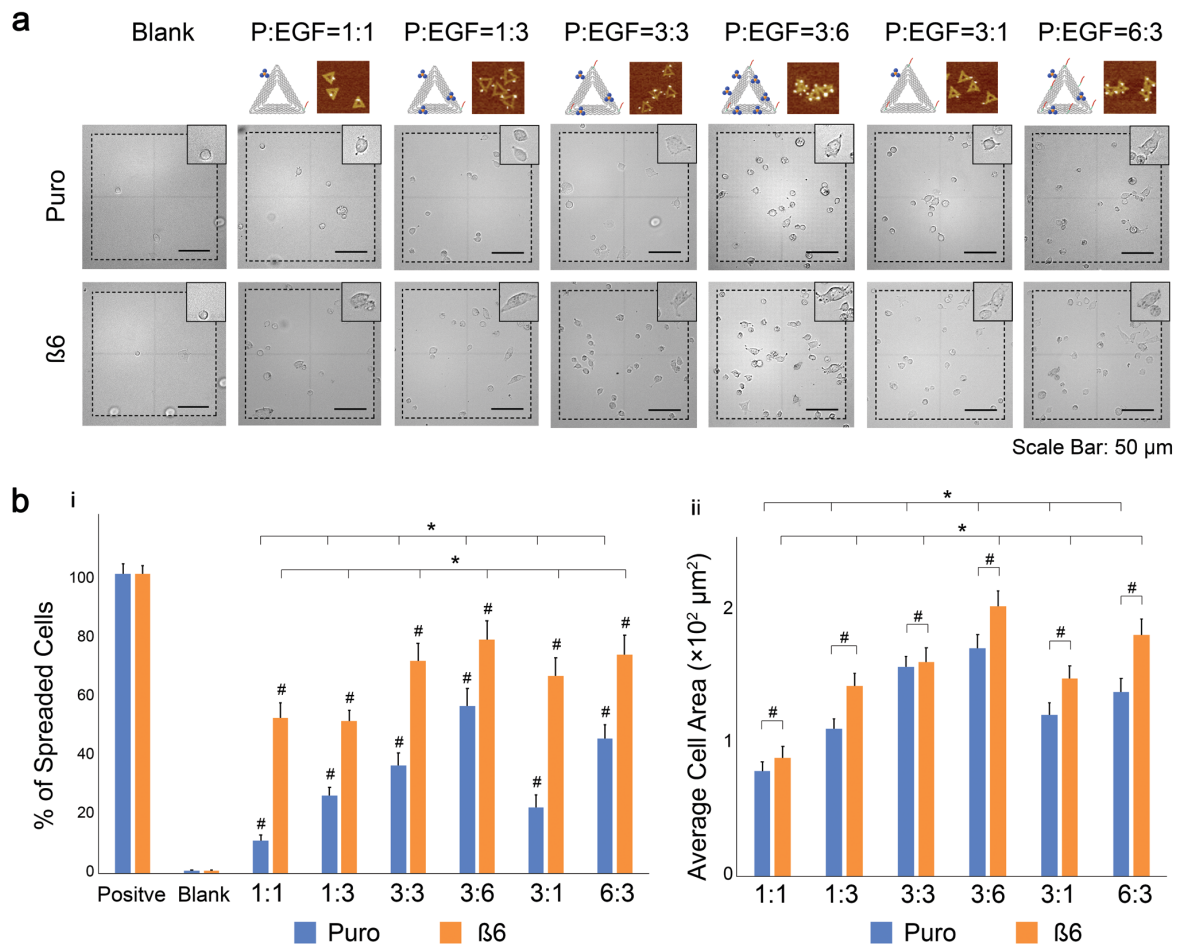 a
Blank P:EGF=1:1 P:EGF=1:3 P:EGF=3:3 P:EGF=3:6 P:EGF=3:1 P:EGF=6:3
Puro
ß6
Scale Bar: 50 µm
b
i
% of Spreaded Cells
100
80
60
40
20
0
* 
*
# # # # # # # # # # # #
Positve Blank 1:1 1:3 3:3 3:6 3:1 6:3
Puro ß6
ii
Average Cell Area (×10² µm²)
2
1
0
*
*
# # # # # #
1:1 1:3 3:3 3:6 3:1 6:3
Puro ß6